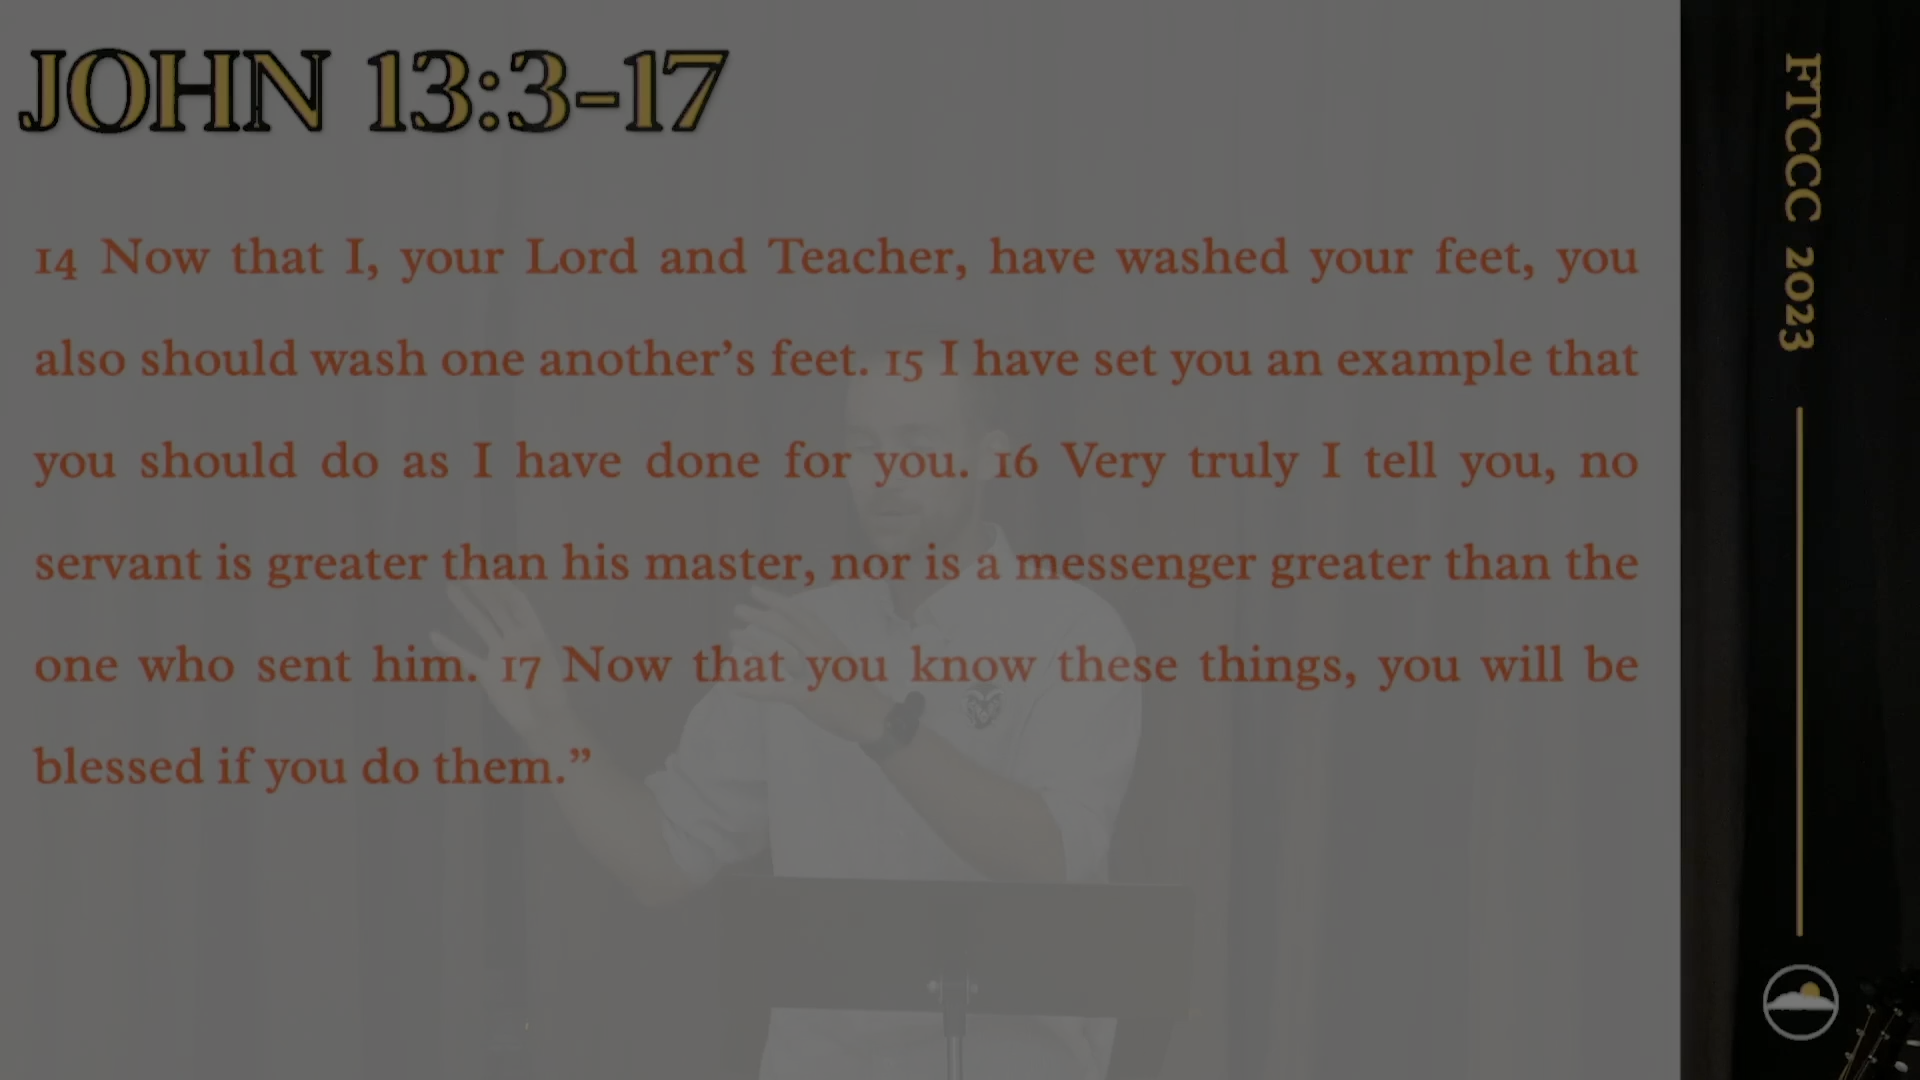 JOHN 13:3-17
14 Now that I, your Lord and Teacher, have washed your feet, you
also should wash one another’s feet. 15 I have set you an example that
you should do as I have done for you. 16 Very truly I tell you, no
servant is greater than his master, nor is a messenger greater than the
one who sent him. 17 Now that you know these things, you will be
blessed if you do them.”
FTCCC 2023